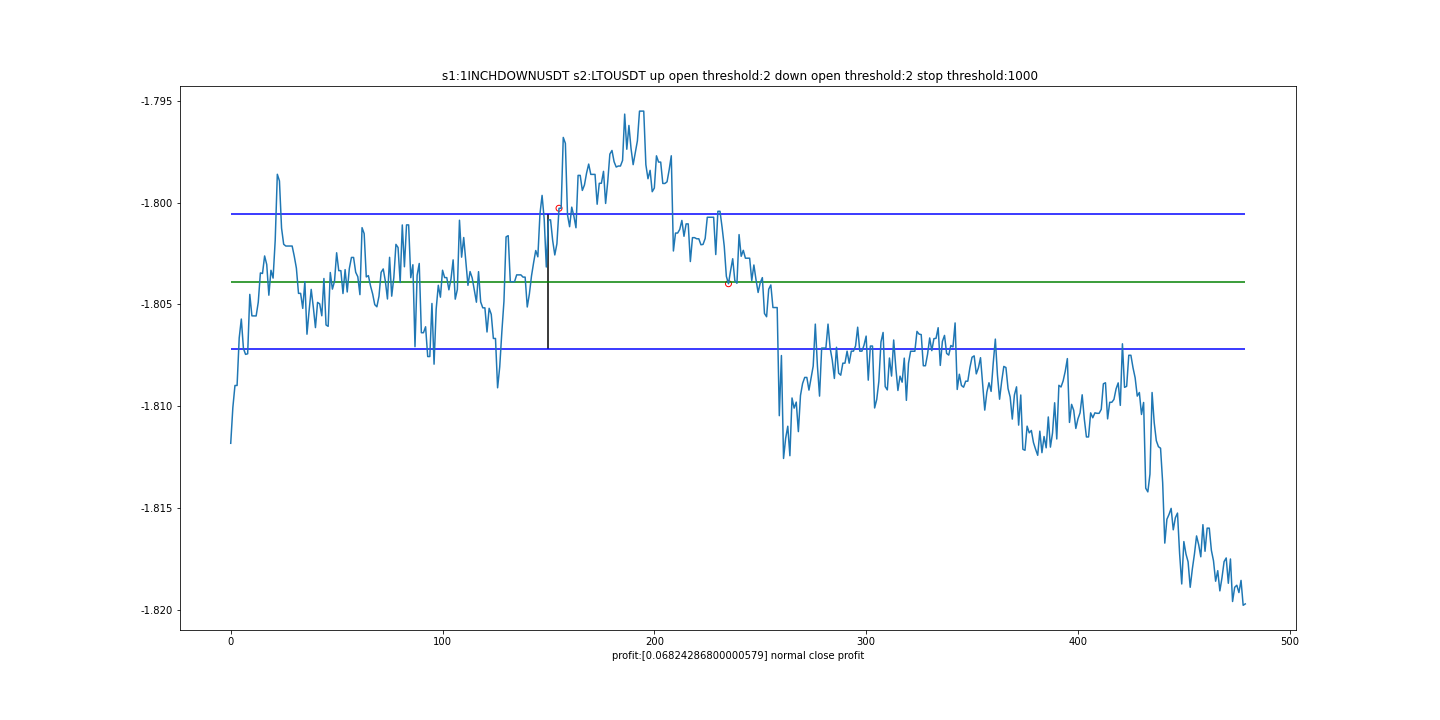 s1:1INCHDOWNUSDT s2:LTOUSDT up open threshold:2 down open threshold:2 stop threshold:1000
-1.795
-1.800
-1.805
-1.810
-1.815
-1.820
0 100 200 300 400 500
profit:[0.06824286800000579] normal close profit